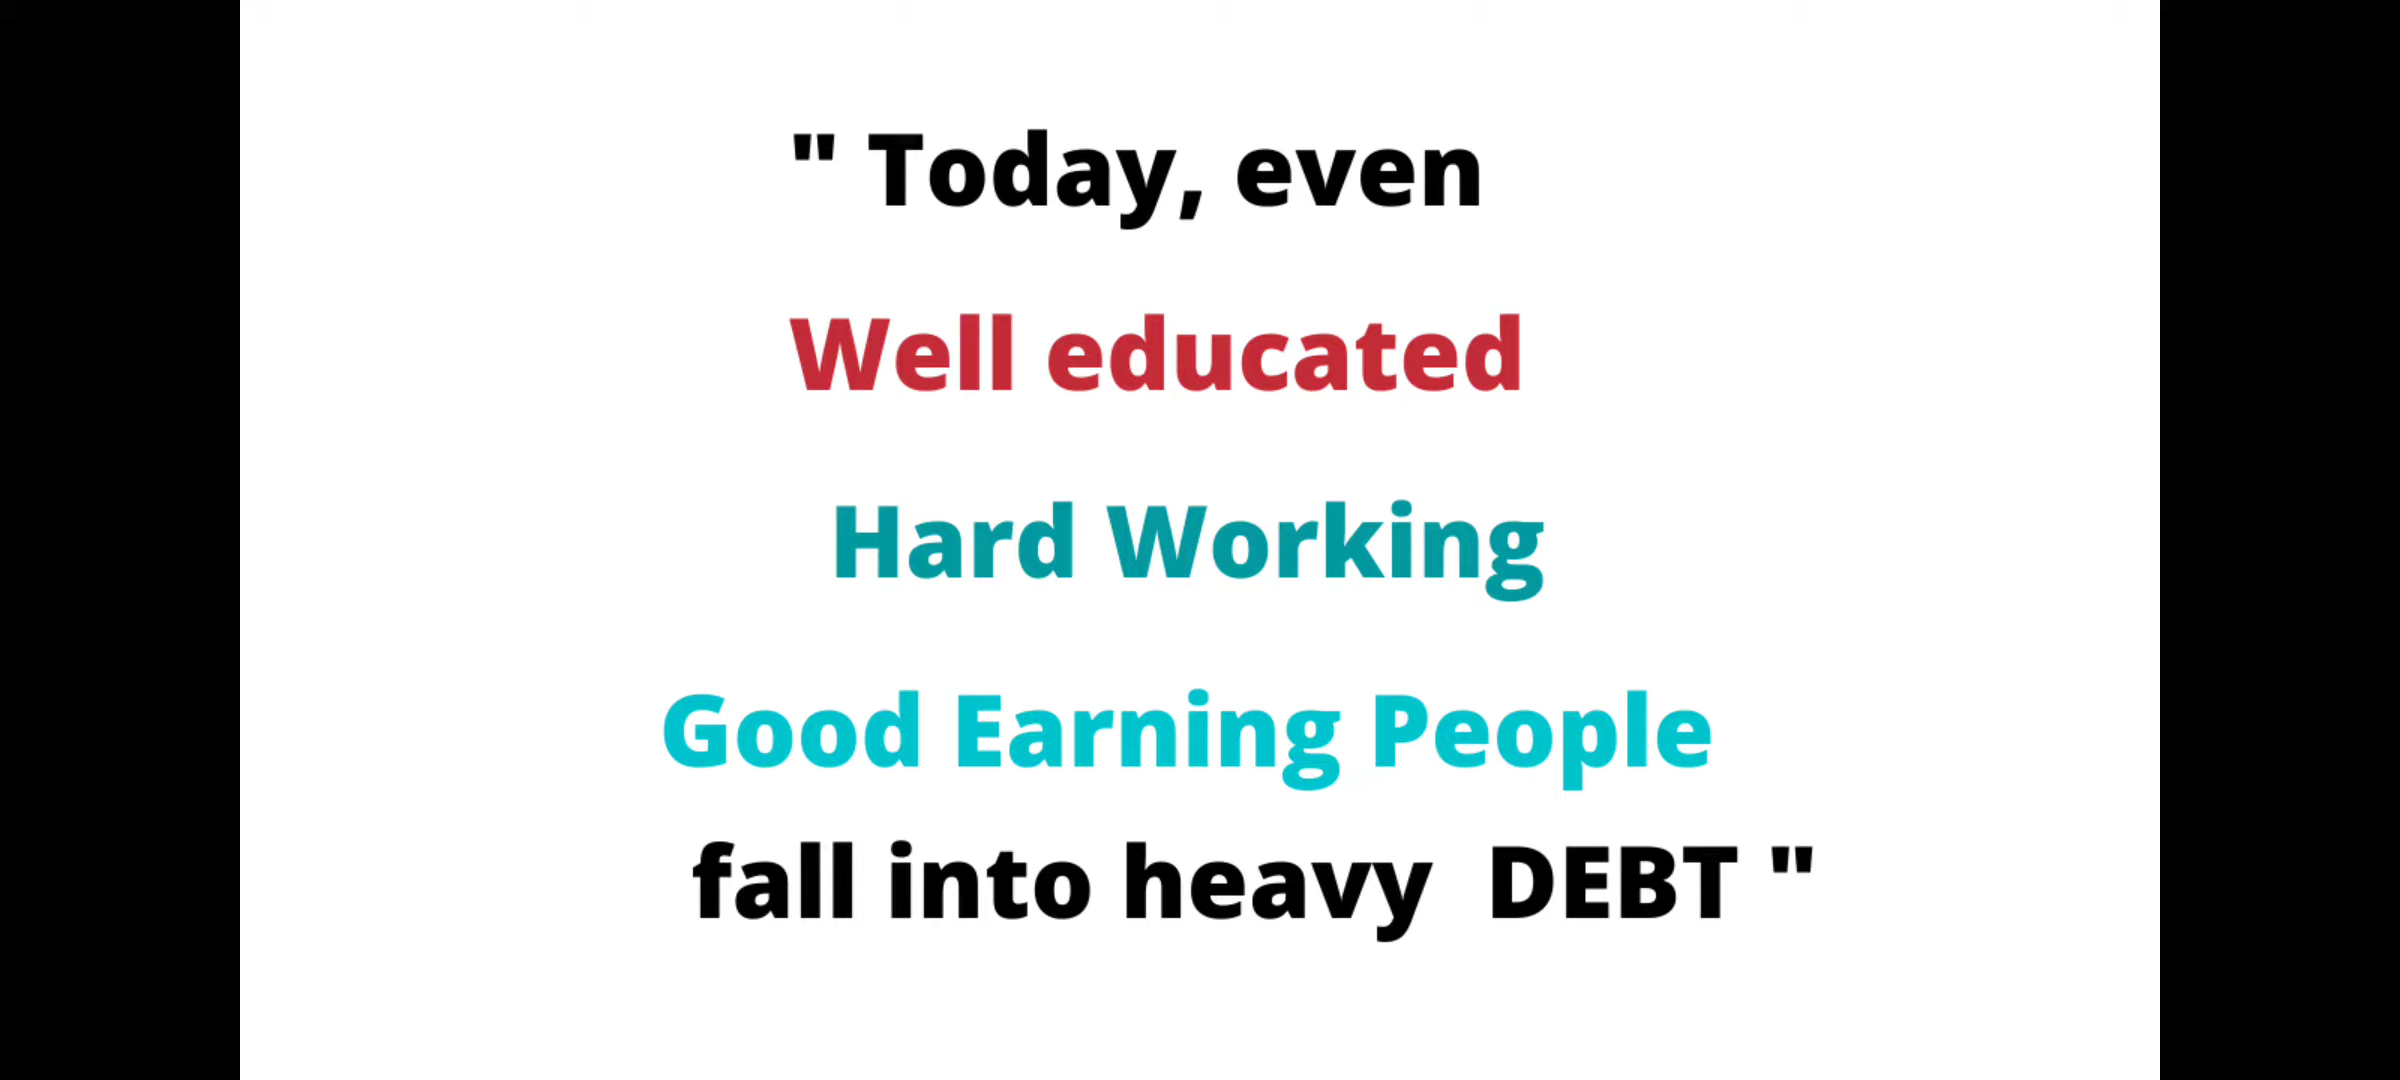 " Today, even
Well educated
Hard Working
Good Earning People
fall into heavy  DEBT "